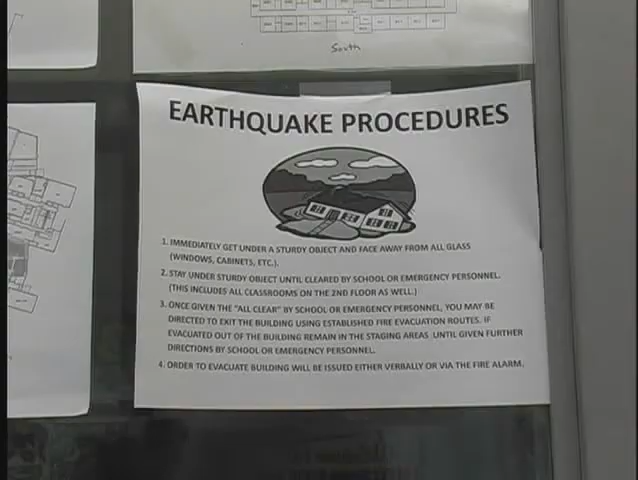 South
EARTHQUAKE PROCEDURES
1. IMMEDIATELY GET UNDER A STURDY OBJECT AND FACE AWAY FROM ALL GLASS
(WINDOWS, CABINETS, ETC.).
2. STAY UNDER STURDY OBJECT UNTIL CLEARED BY SCHOOL OR EMERGENCY PERSONNEL.
(THIS INCLUDES ALL CLASSROOMS ON THE 2ND FLOOR AS WELL.)
3. ONCE GIVEN THE "ALL CLEAR" BY SCHOOL OR EMERGENCY PERSONNEL, YOU MAY BE
DIRECTED TO EXIT THE BUILDING USING ESTABLISHED FIRE EVACUATION ROUTES. IF
EVACUATED OUT OF THE BUILDING REMAIN IN THE STAGING AREAS UNTIL GIVEN FURTHER
DIRECTIONS BY SCHOOL OR EMERGENCY PERSONNEL.
4. ORDER TO EVACUATE BUILDING WILL BE ISSUED EITHER VERBALLY OR VIA THE FIRE ALARM.